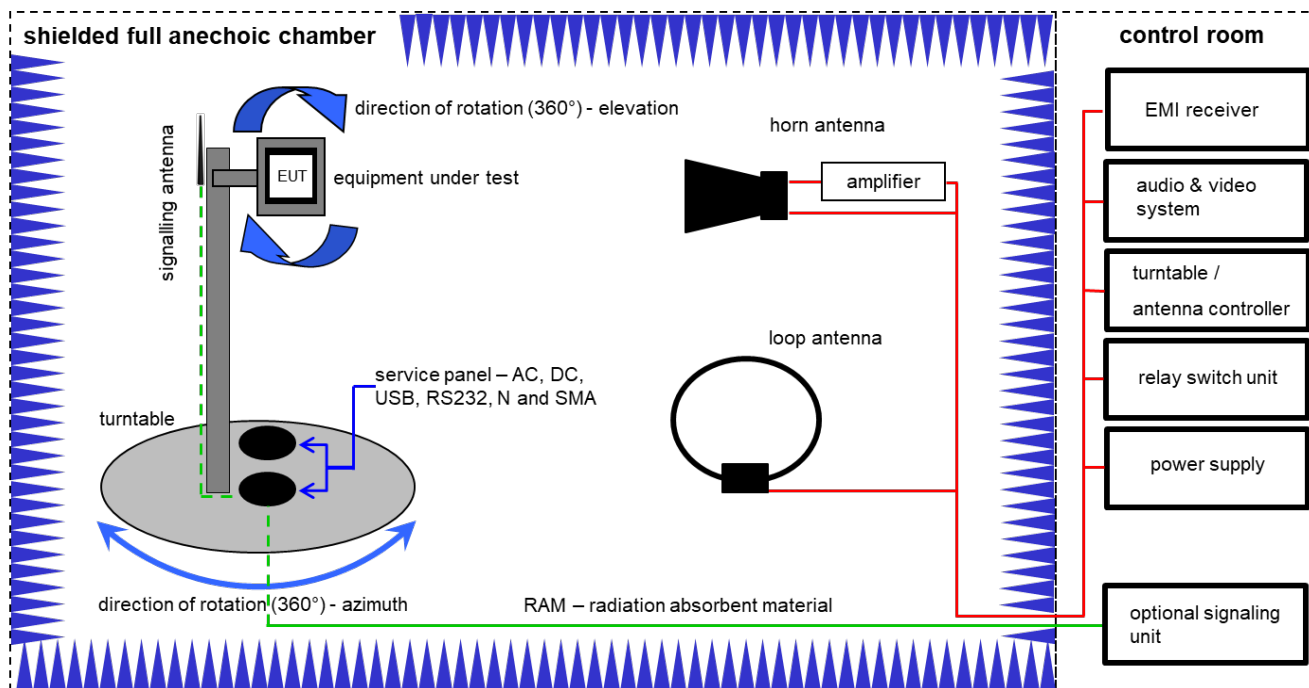 shielded full anechoic chamber
control room
direction of rotation (360°) - elevation
signalling antenna
EUT
equipment under test
horn antenna
amplifier
EMI receiver
audio & video
system
turntable /
antenna controller
loop antenna
relay switch unit
service panel – AC, DC,
USB, RS232, N and SMA
turntable
power supply
direction of rotation (360°) - azimuth
RAM – radiation absorbent material
optional signaling
unit